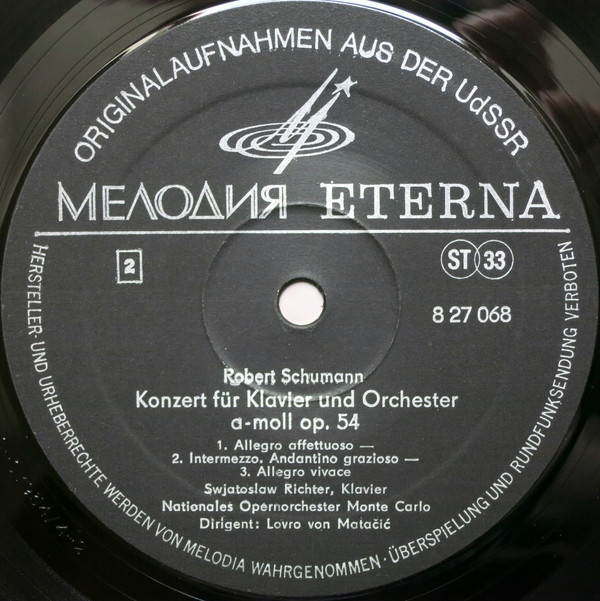 ORIGINALAUFNAHMEN AUS DER UdSSR
МЕЛОДИЯ ETERNA
2
ST 33
8 27 068
Robert Schumann
Konzert für Klavier und Orchester
a-moll op. 54
1. Allegro affettuoso —
2. Intermezzo. Andantino grazioso —
3. Allegro vivace
Swjatoslaw Richter, Klavier
Nationales Opernorchester Monte Carlo
Dirigent: Lovro von Matačić
HERSTELLER- UND URHEBERRECHTE WERDEN VON MELODIA WAHRGENOMMEN · ÜBERSPIELUNG UND RUNDFUNKSENDUNG VERBOTEN